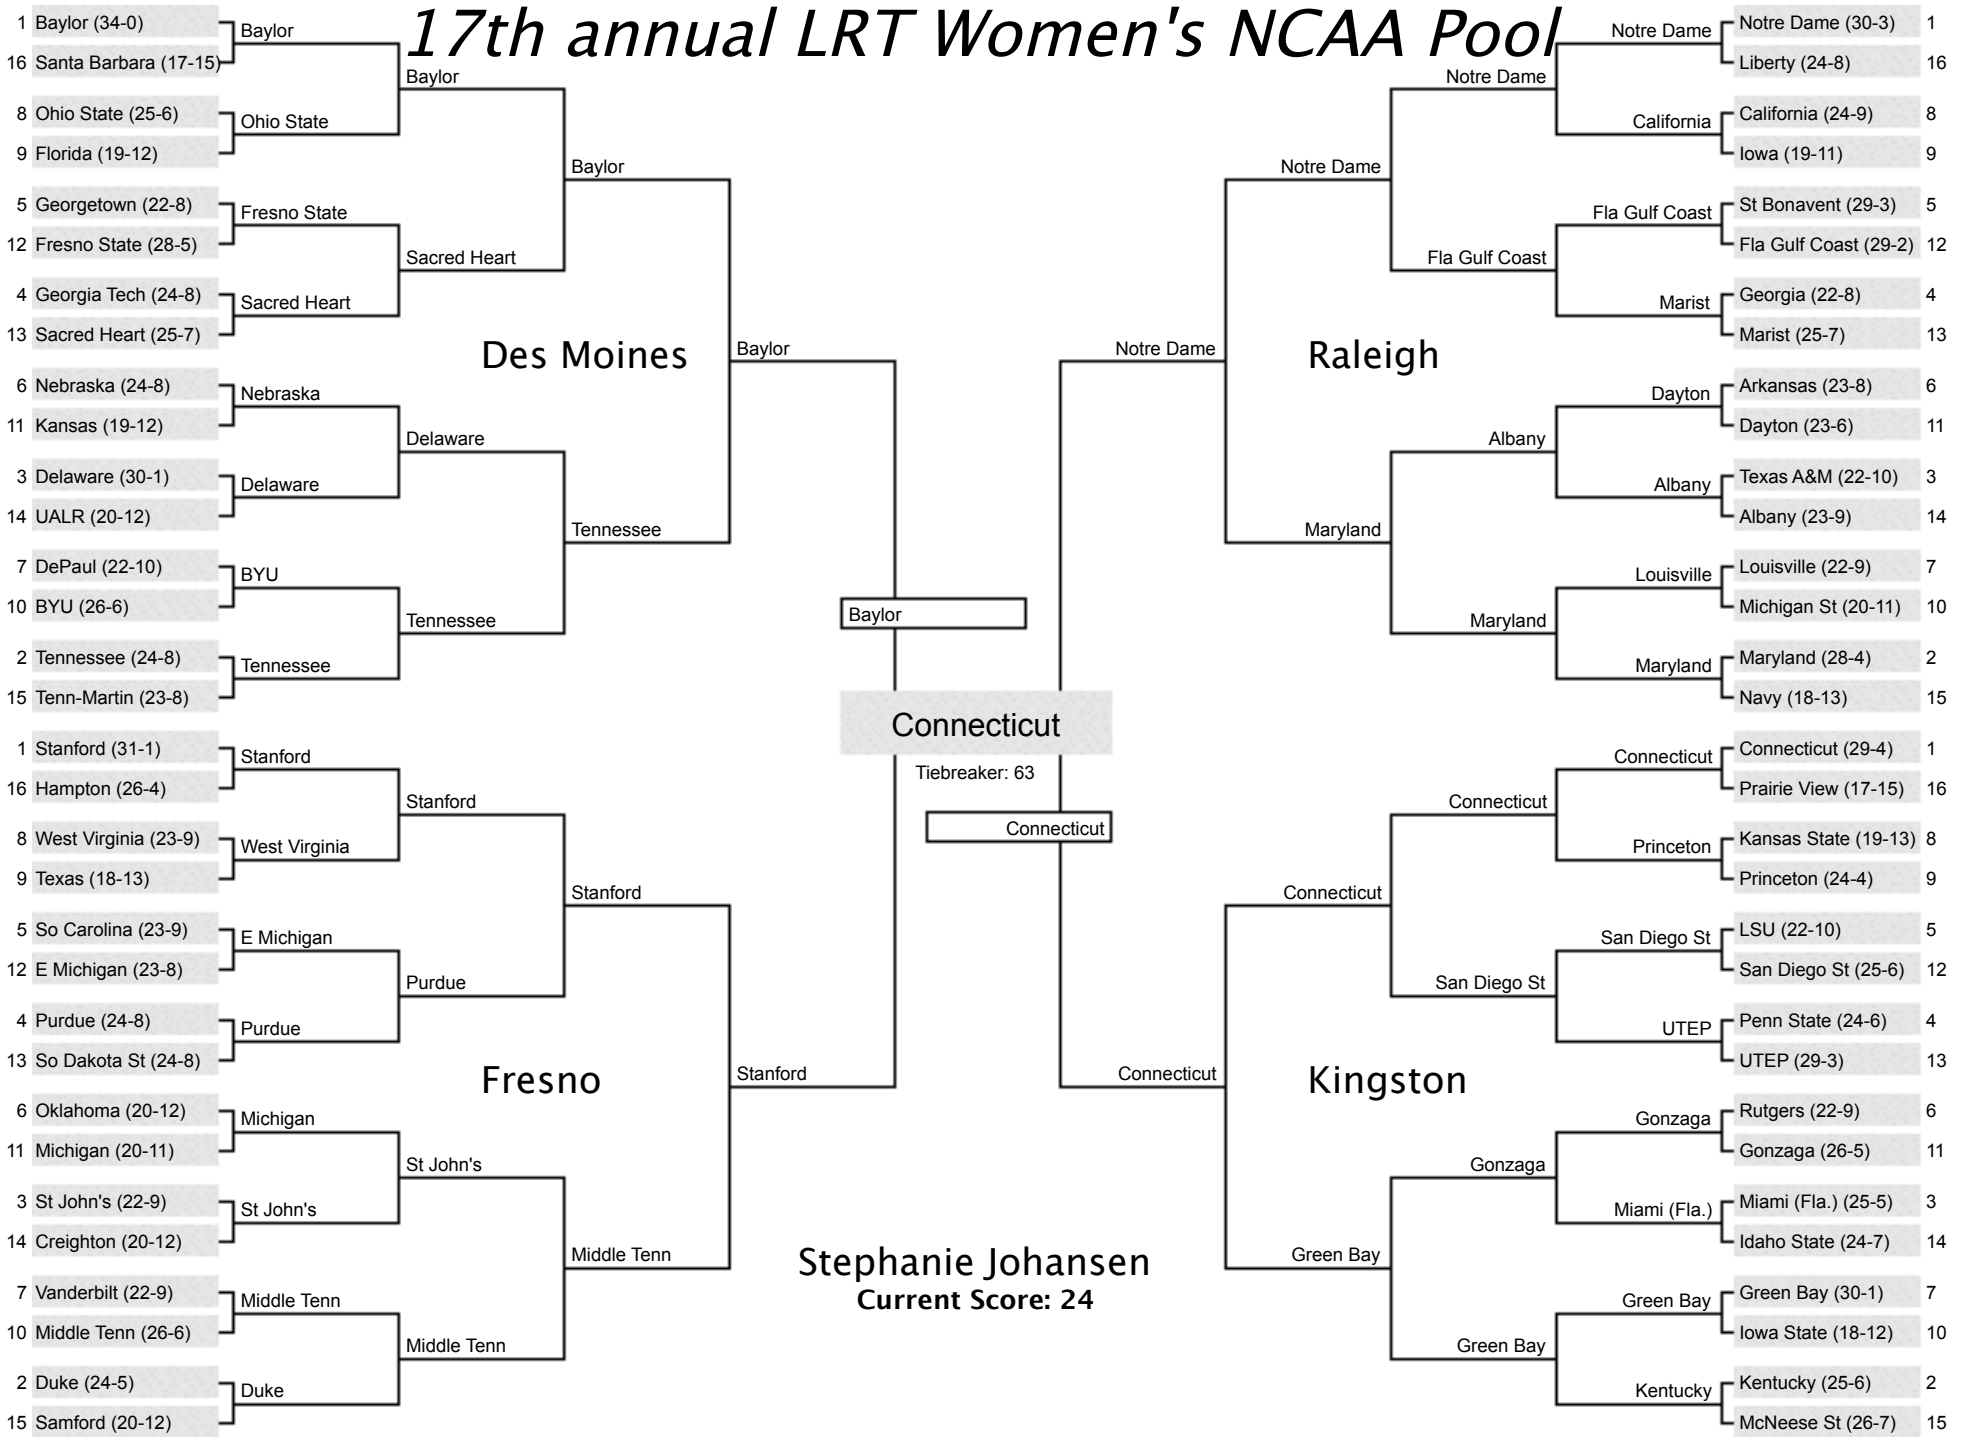 17th annual LRT Women's NCAA Pool
1 Baylor (34-0)
16 Santa Barbara (17-15)
8 Ohio State (25-6)
9 Florida (19-12)
5 Georgetown (22-8)
12 Fresno State (28-5)
4 Georgia Tech (24-8)
13 Sacred Heart (25-7)
6 Nebraska (24-8)
11 Kansas (19-12)
3 Delaware (30-1)
14 UALR (20-12)
7 DePaul (22-10)
10 BYU (26-6)
2 Tennessee (24-8)
15 Tenn-Martin (23-8)
Baylor
Ohio State
Fresno State
Sacred Heart
Nebraska
Delaware
BYU
Tennessee
Baylor
Sacred Heart
Delaware
Tennessee
Baylor
Tennessee
Des Moines
Baylor
1 Stanford (31-1)
16 Hampton (26-4)
8 West Virginia (23-9)
9 Texas (18-13)
5 So Carolina (23-9)
12 E Michigan (23-8)
4 Purdue (24-8)
13 So Dakota St (24-8)
6 Oklahoma (20-12)
11 Michigan (20-11)
3 St John's (22-9)
14 Creighton (20-12)
7 Vanderbilt (22-9)
10 Middle Tenn (26-6)
2 Duke (24-5)
15 Samford (20-12)
Stanford
West Virginia
E Michigan
Purdue
Michigan
St John's
Middle Tenn
Duke
Stanford
Purdue
St John's
Middle Tenn
Stanford
Middle Tenn
Fresno
Stanford
Baylor
Connecticut
Tiebreaker: 63
Connecticut
Stephanie Johansen
Current Score: 24
Notre Dame (30-3) 1
Liberty (24-8) 16
California (24-9) 8
Iowa (19-11) 9
St Bonavent (29-3) 5
Fla Gulf Coast (29-2) 12
Georgia (22-8) 4
Marist (25-7) 13
Arkansas (23-8) 6
Dayton (23-6) 11
Texas A&M (22-10) 3
Albany (23-9) 14
Louisville (22-9) 7
Michigan St (20-11) 10
Maryland (28-4) 2
Navy (18-13) 15
Notre Dame
California
Fla Gulf Coast
Marist
Dayton
Albany
Louisville
Maryland
Notre Dame
Fla Gulf Coast
Albany
Maryland
Notre Dame
Maryland
Raleigh
Notre Dame
Connecticut (29-4) 1
Prairie View (17-15) 16
Kansas State (19-13) 8
Princeton (24-4) 9
LSU (22-10) 5
San Diego St (25-6) 12
Penn State (24-6) 4
UTEP (29-3) 13
Rutgers (22-9) 6
Gonzaga (26-5) 11
Miami (Fla.) (25-5) 3
Idaho State (24-7) 14
Green Bay (30-1) 7
Iowa State (18-12) 10
Kentucky (25-6) 2
McNeese St (26-7) 15
Connecticut
Princeton
San Diego St
UTEP
Gonzaga
Miami (Fla.)
Green Bay
Kentucky
Connecticut
San Diego St
Gonzaga
Green Bay
Connecticut
Green Bay
Kingston
Connecticut